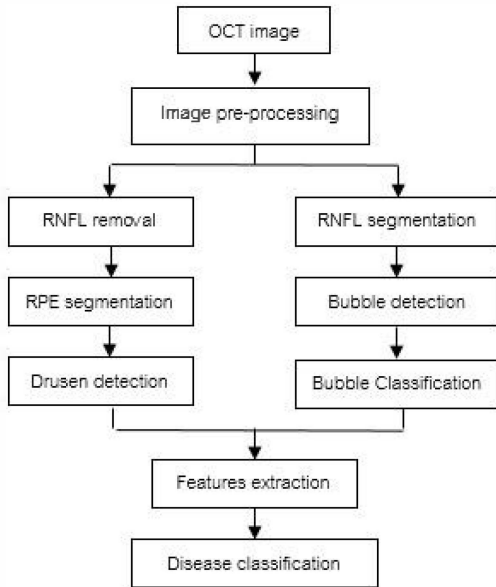 OCT image
Image pre-processing
RNFL removal
RNFL segmentation
RPE segmentation
Bubble detection
Drusen detection
Bubble Classification
Features extraction
Disease classification